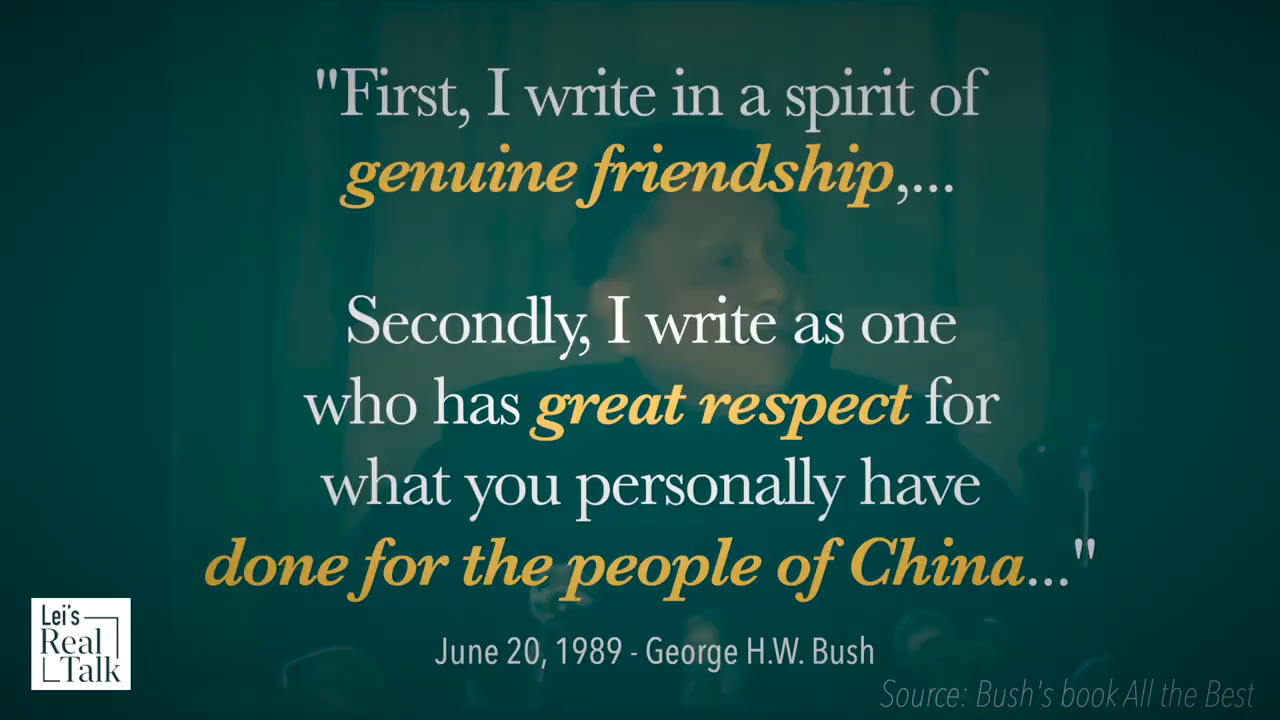 "First, I write in a spirit of
genuine friendship,...
Secondly, I write as one
who has great respect for
what you personally have
done for the people of China..."
June 20, 1989 - George H.W. Bush
Source: Bush's book All the Best
Lei's
Real
Talk